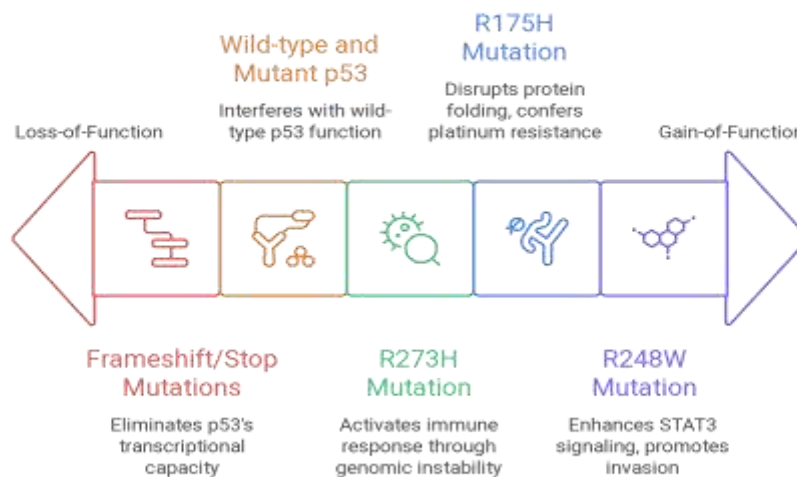 Wild-type and
Mutant p53
Interferes with wild-
type p53 function
R175H
Mutation
Disrupts protein
folding, confers
platinum resistance
Loss-of-Function
Gain-of-Function
Frameshift/Stop
Mutations
Eliminates p53's
transcriptional
capacity
R273H
Mutation
Activates immune
response through
genomic instability
R248W
Mutation
Enhances STAT3
signaling, promotes
invasion